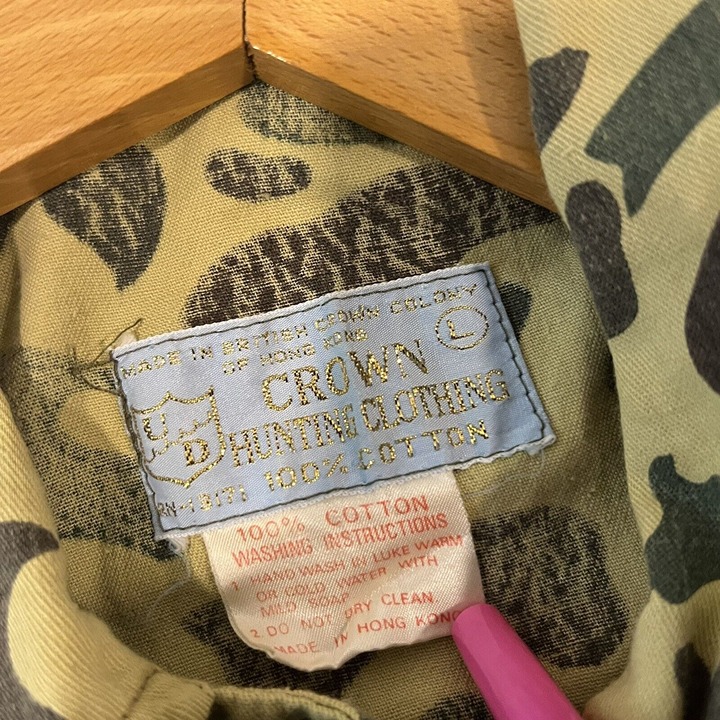 MADE IN BRITISH CROWN COLONY
OF HONG KONG
L
CROWN
U D
HUNTING CLOTHING
RN-13171 100% COTTON
100% COTTON
WASHING INSTRUCTIONS
1 HAND WASH IN LUKE WARM
OR COLD WATER WITH
MILD SOAP
2. DO NOT DRY CLEAN
MADE IN HONG KONG